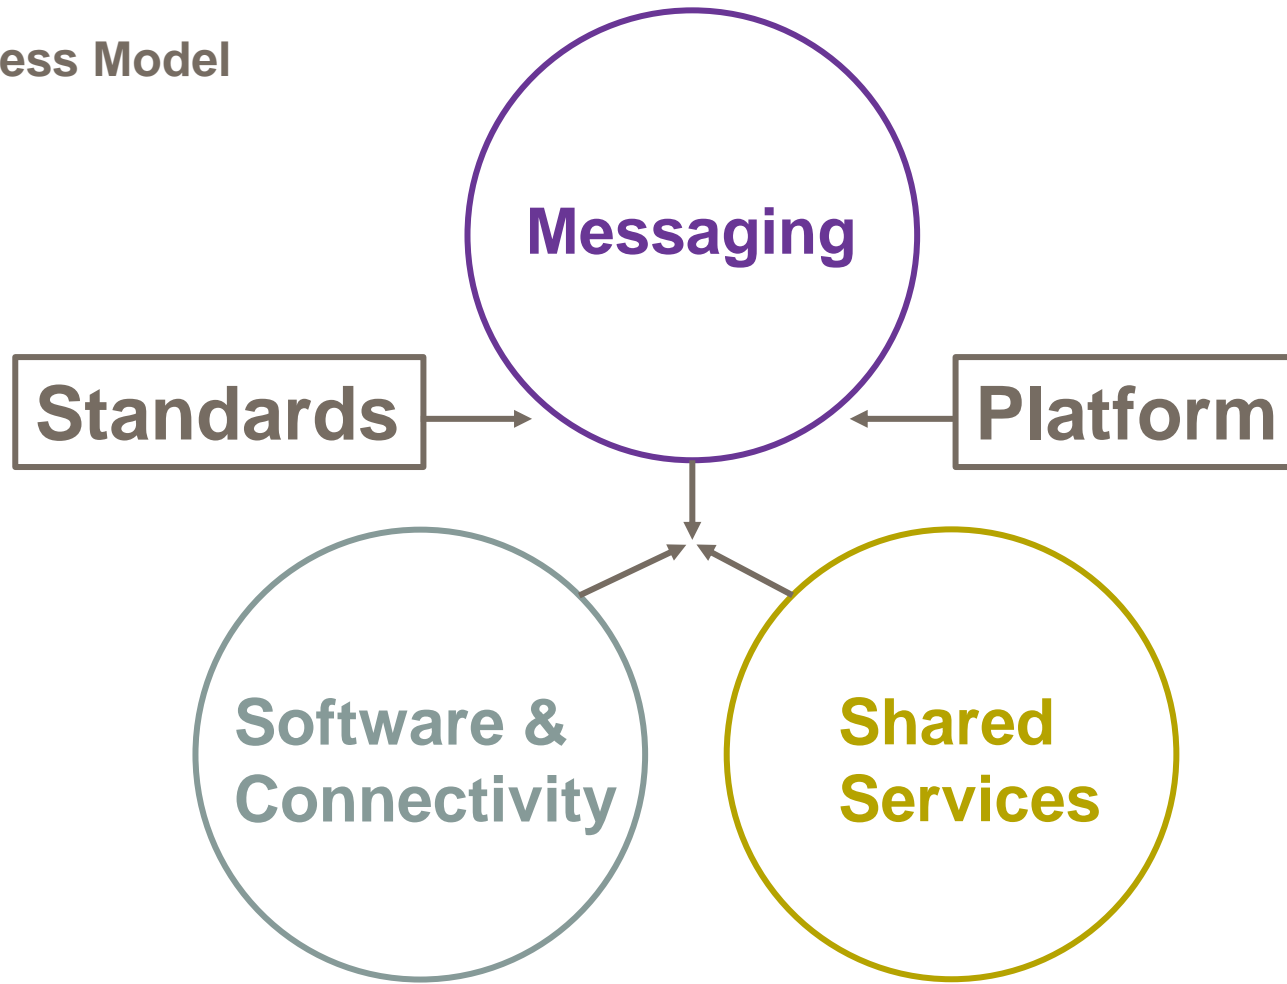 ess Model
Messaging
Standards
Platform
Software &
Connectivity
Shared
Services